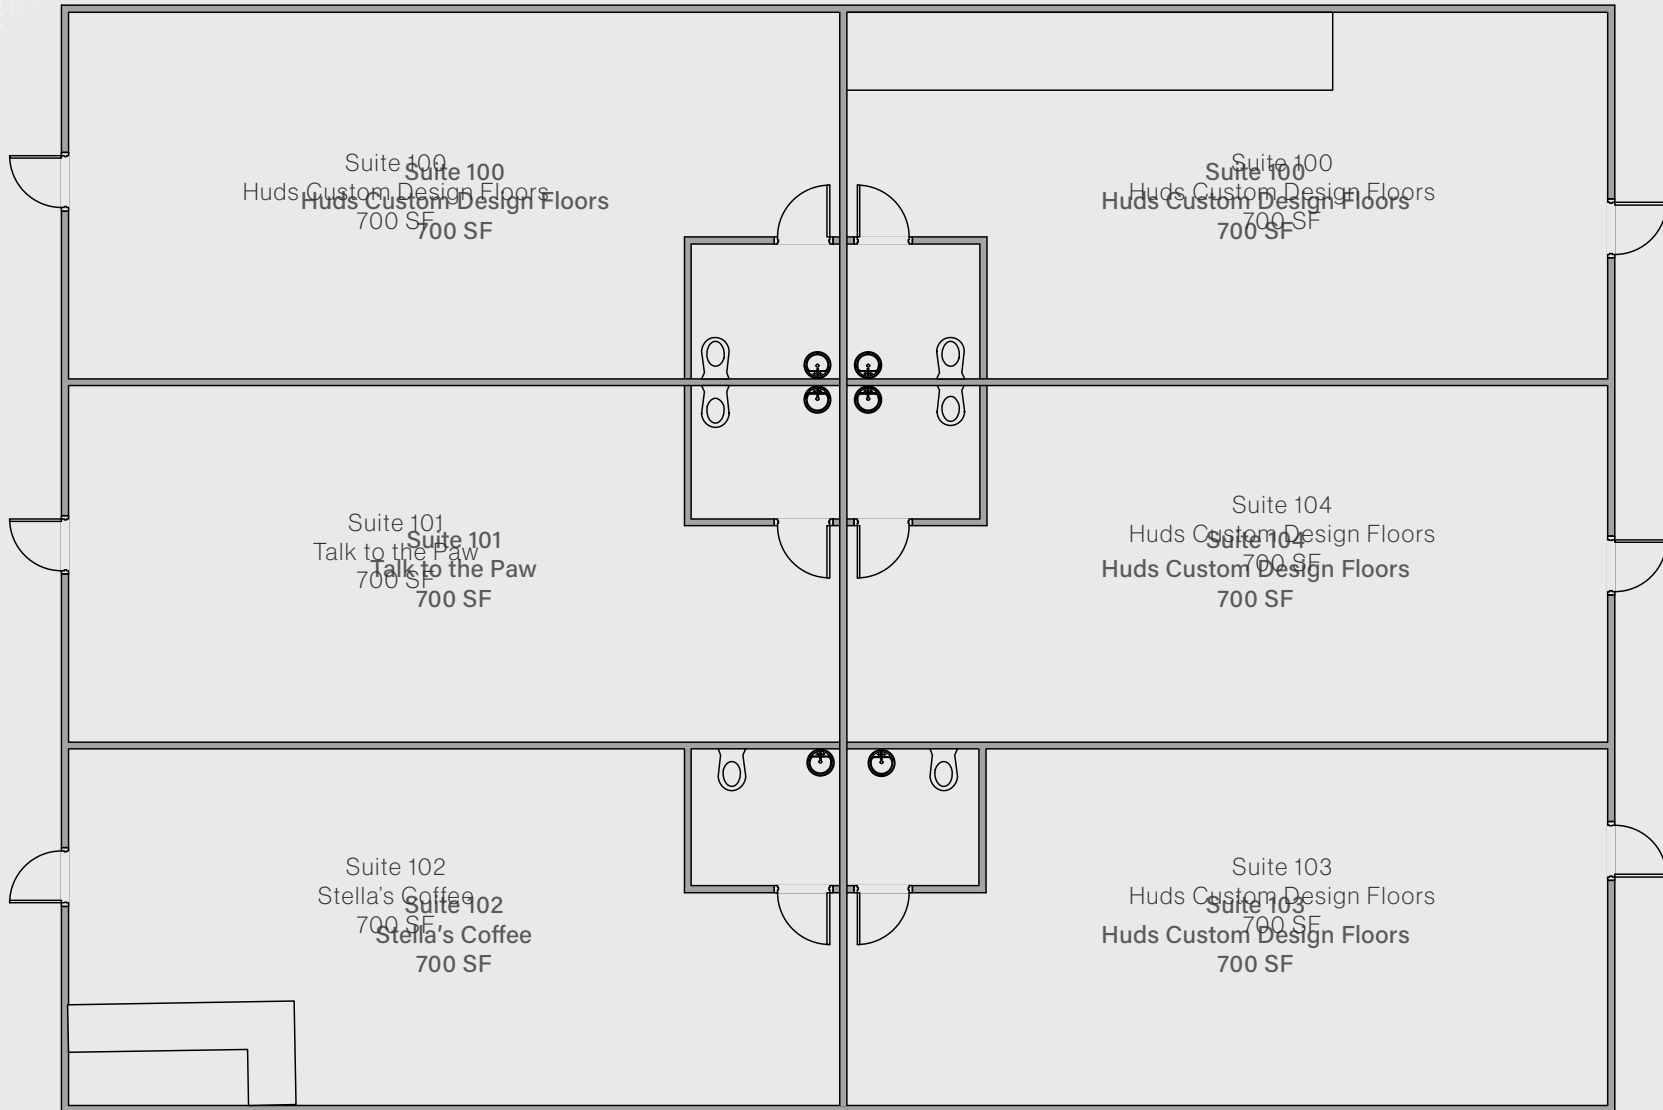 Suite 100
Huds Custom Design Floors
700 SF
Suite 100
Huds Custom Design Floors
700 SF
Suite 100
Huds Custom Design Floors
700 SF
Suite 100
Huds Custom Design Floors
700 SF
Suite 101
Talk to the Paw
700 SF
Suite 101
Talk to the Paw
700 SF
Suite 104
Huds Custom Design Floors
700 SF
Suite 104
Huds Custom Design Floors
700 SF
Suite 102
Stella's Coffee
700 SF
Suite 102
Stella's Coffee
700 SF
Suite 103
Huds Custom Design Floors
700 SF
Suite 103
Huds Custom Design Floors
700 SF